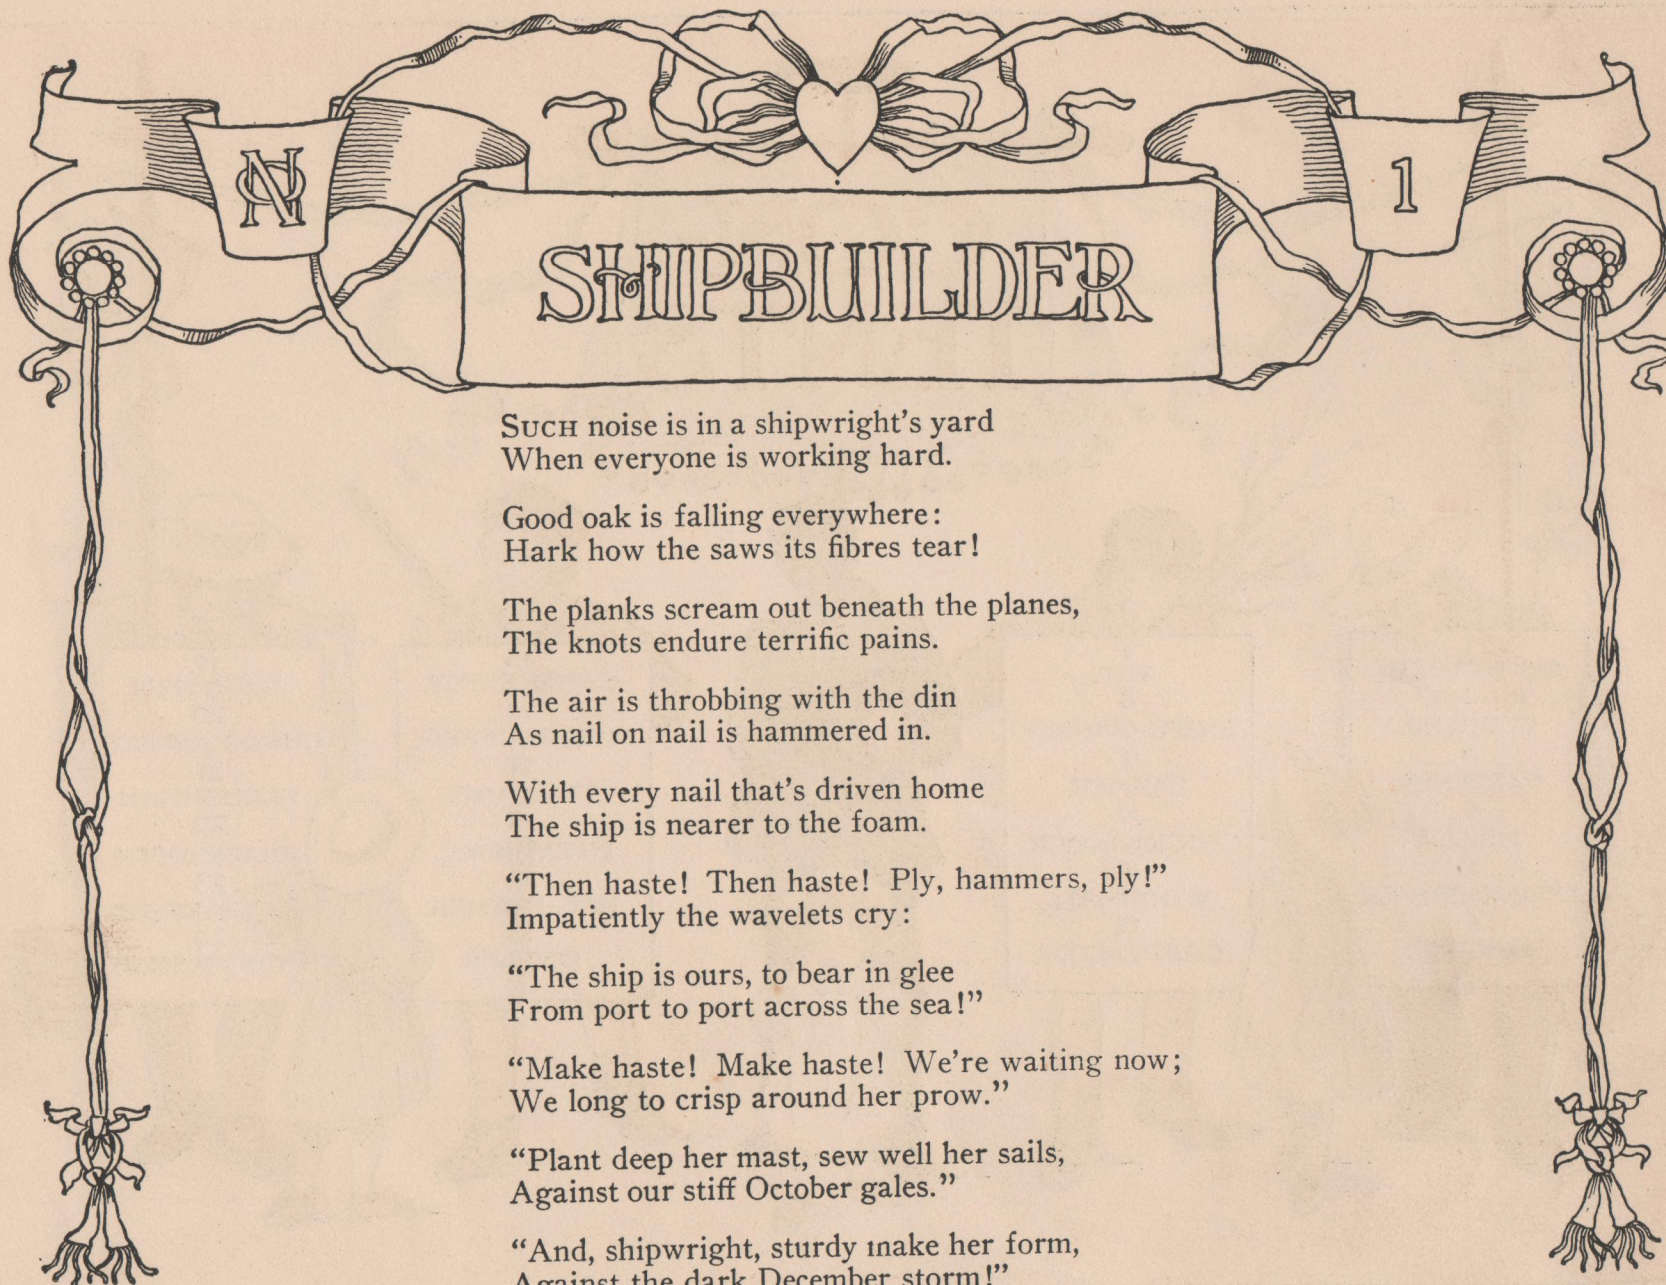 NO 1
SHIPBUILDER
SUCH noise is in a shipwright's yard
When everyone is working hard.
Good oak is falling everywhere:
Hark how the saws its fibres tear!
The planks scream out beneath the planes,
The knots endure terrific pains.
The air is throbbing with the din
As nail on nail is hammered in.
With every nail that's driven home
The ship is nearer to the foam.
“Then haste! Then haste! Ply, hammers, ply!”
Impatiently the wavelets cry:
“The ship is ours, to bear in glee
From port to port across the sea!”
“Make haste! Make haste! We're waiting now;
We long to crisp around her prow.”
“Plant deep her mast, sew well her sails,
Against our stiff October gales.”
“And, shipwright, sturdy make her form,
Against the dark December storm!”